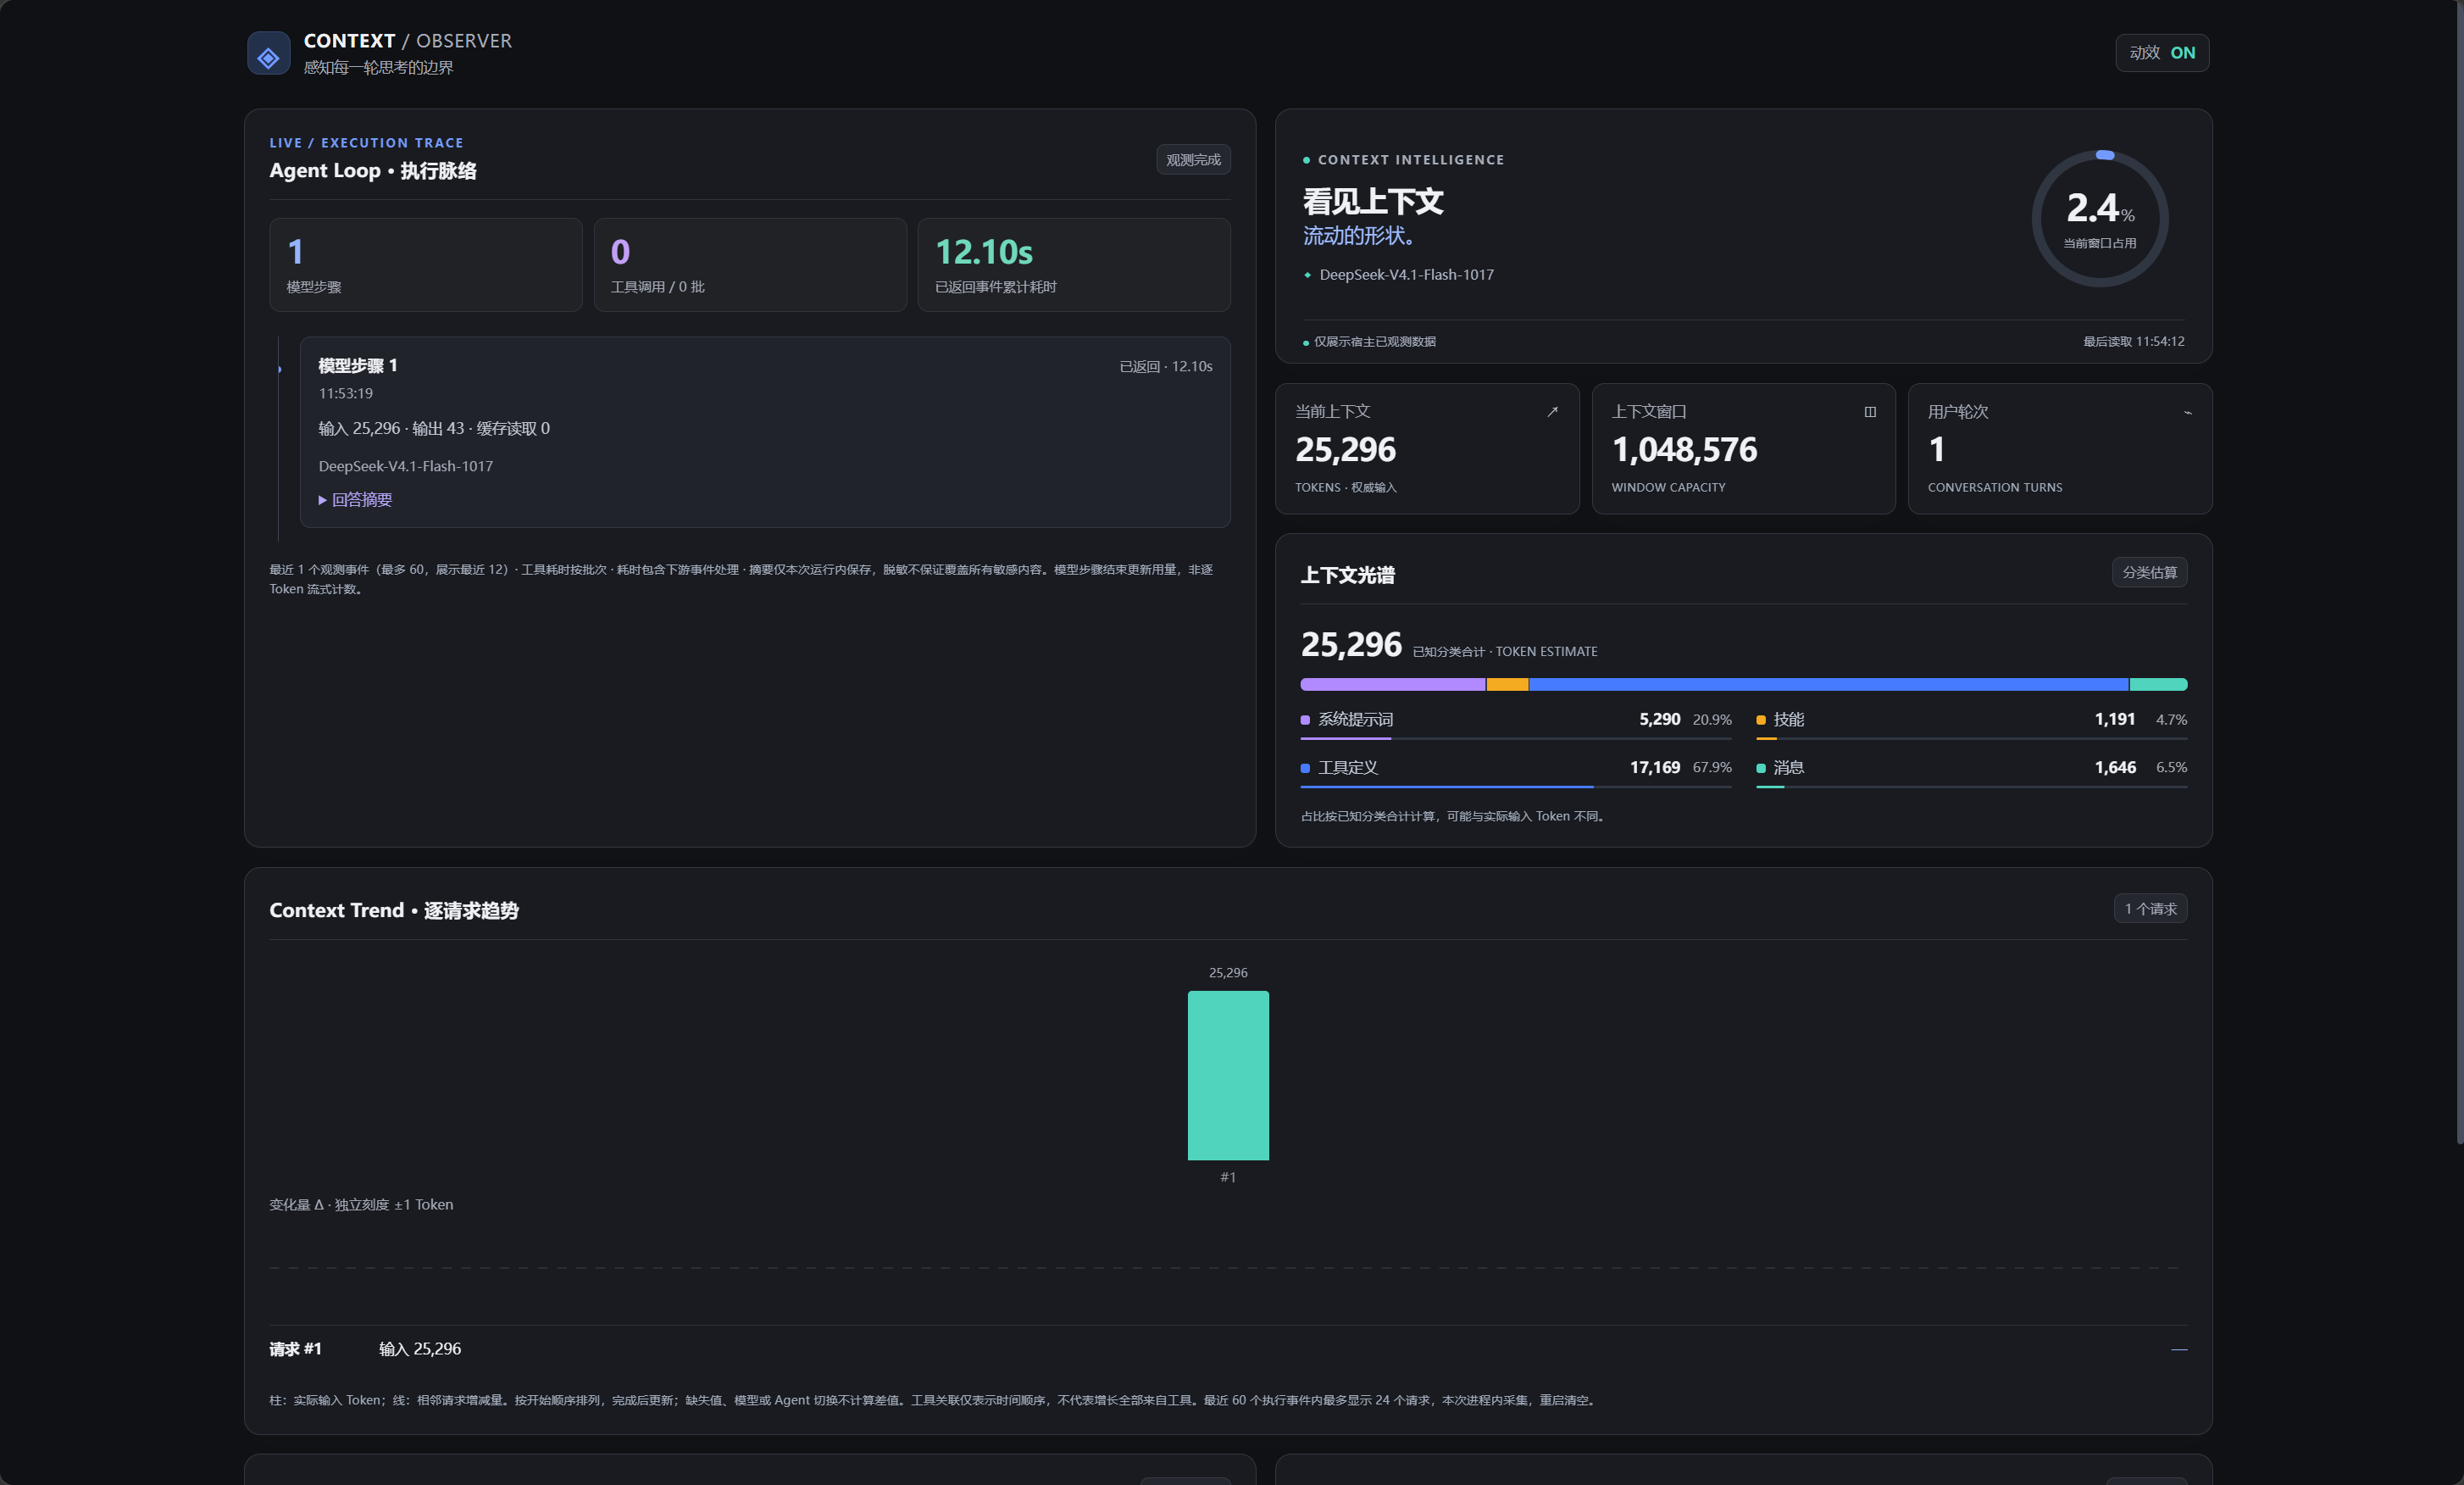 CONTEXT / OBSERVER
感知每一轮思考的边界
动效 ON
LIVE / EXECUTION TRACE
Agent Loop • 执行脉络
观测完成
1
模型步骤
0
工具调用 / 0 批
12.10s
已返回事件累计耗时
模型步骤 1
已返回 · 12.10s
11:53:19
输入 25,296 · 输出 43 · 缓存读取 0
DeepSeek-V4.1-Flash-1017
▶ 回答摘要
最近 1 个观测事件（最多 60，展示最近 12）· 工具耗时按批次 · 耗时包含下游事件处理 · 摘要仅本次运行内保存，脱敏不保证覆盖所有敏感内容。模型步骤结束更新用量，非逐
Token 流式计数。
CONTEXT INTELLIGENCE
看见上下文
流动的形状。
DeepSeek-V4.1-Flash-1017
2.4%
当前窗口占用
仅展示宿主已观测数据
最后读取 11:54:12
当前上下文
25,296
TOKENS · 权威输入
上下文窗口
1,048,576
WINDOW CAPACITY
用户轮次
1
CONVERSATION TURNS
上下文光谱
分类估算
25,296 已知分类合计 · TOKEN ESTIMATE
系统提示词 5,290 20.9%
技能 1,191 4.7%
工具定义 17,169 67.9%
消息 1,646 6.5%
占比按已知分类合计计算，可能与实际输入 Token 不同。
Context Trend • 逐请求趋势
1 个请求
25,296
#1
变化量 Δ · 独立刻度 ±1 Token
请求 #1 输入 25,296 —
柱：实际输入 Token；线：相邻请求增减量。按开始顺序排列，完成后更新；缺失值、模型或 Agent 切换不计算差值。工具关联仅表示时间顺序，不代表增长全部来自工具。最近 60 个执行事件内最多显示 24 个请求，本次进程内采集，重启清空。